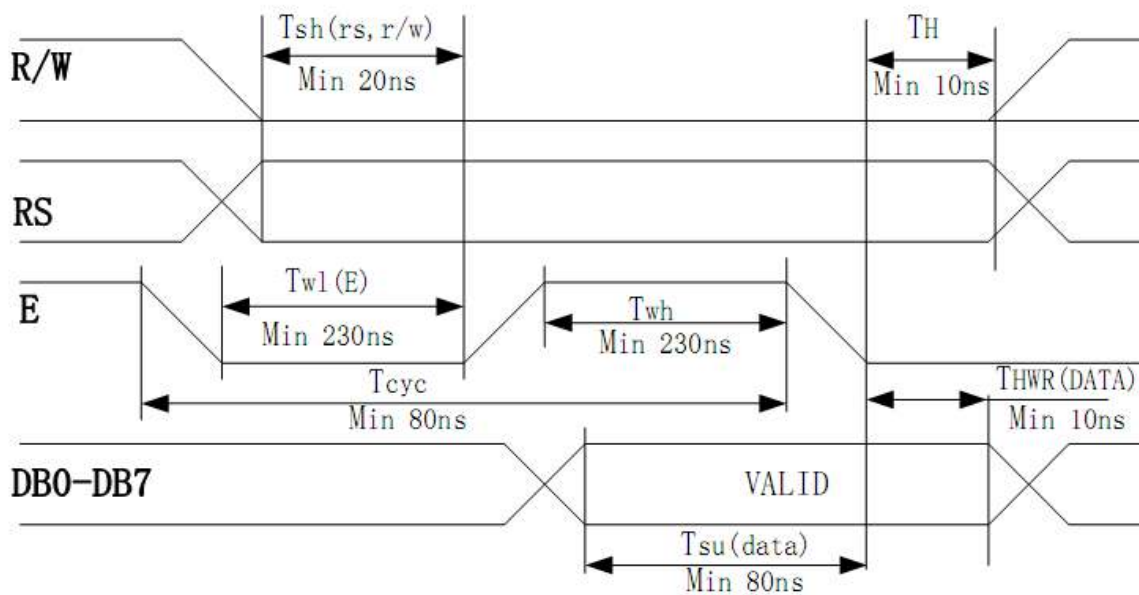 Tsh(rs,r/w)
TH
R/W
Min 20ns
Min 10ns
RS
Twl(E)
E
Twh
Min 230ns
Min 230ns
Tcyc
THWR(DATA)
Min 80ns
Min 10ns
DB0-DB7
VALID
Tsu(data)
Min 80ns